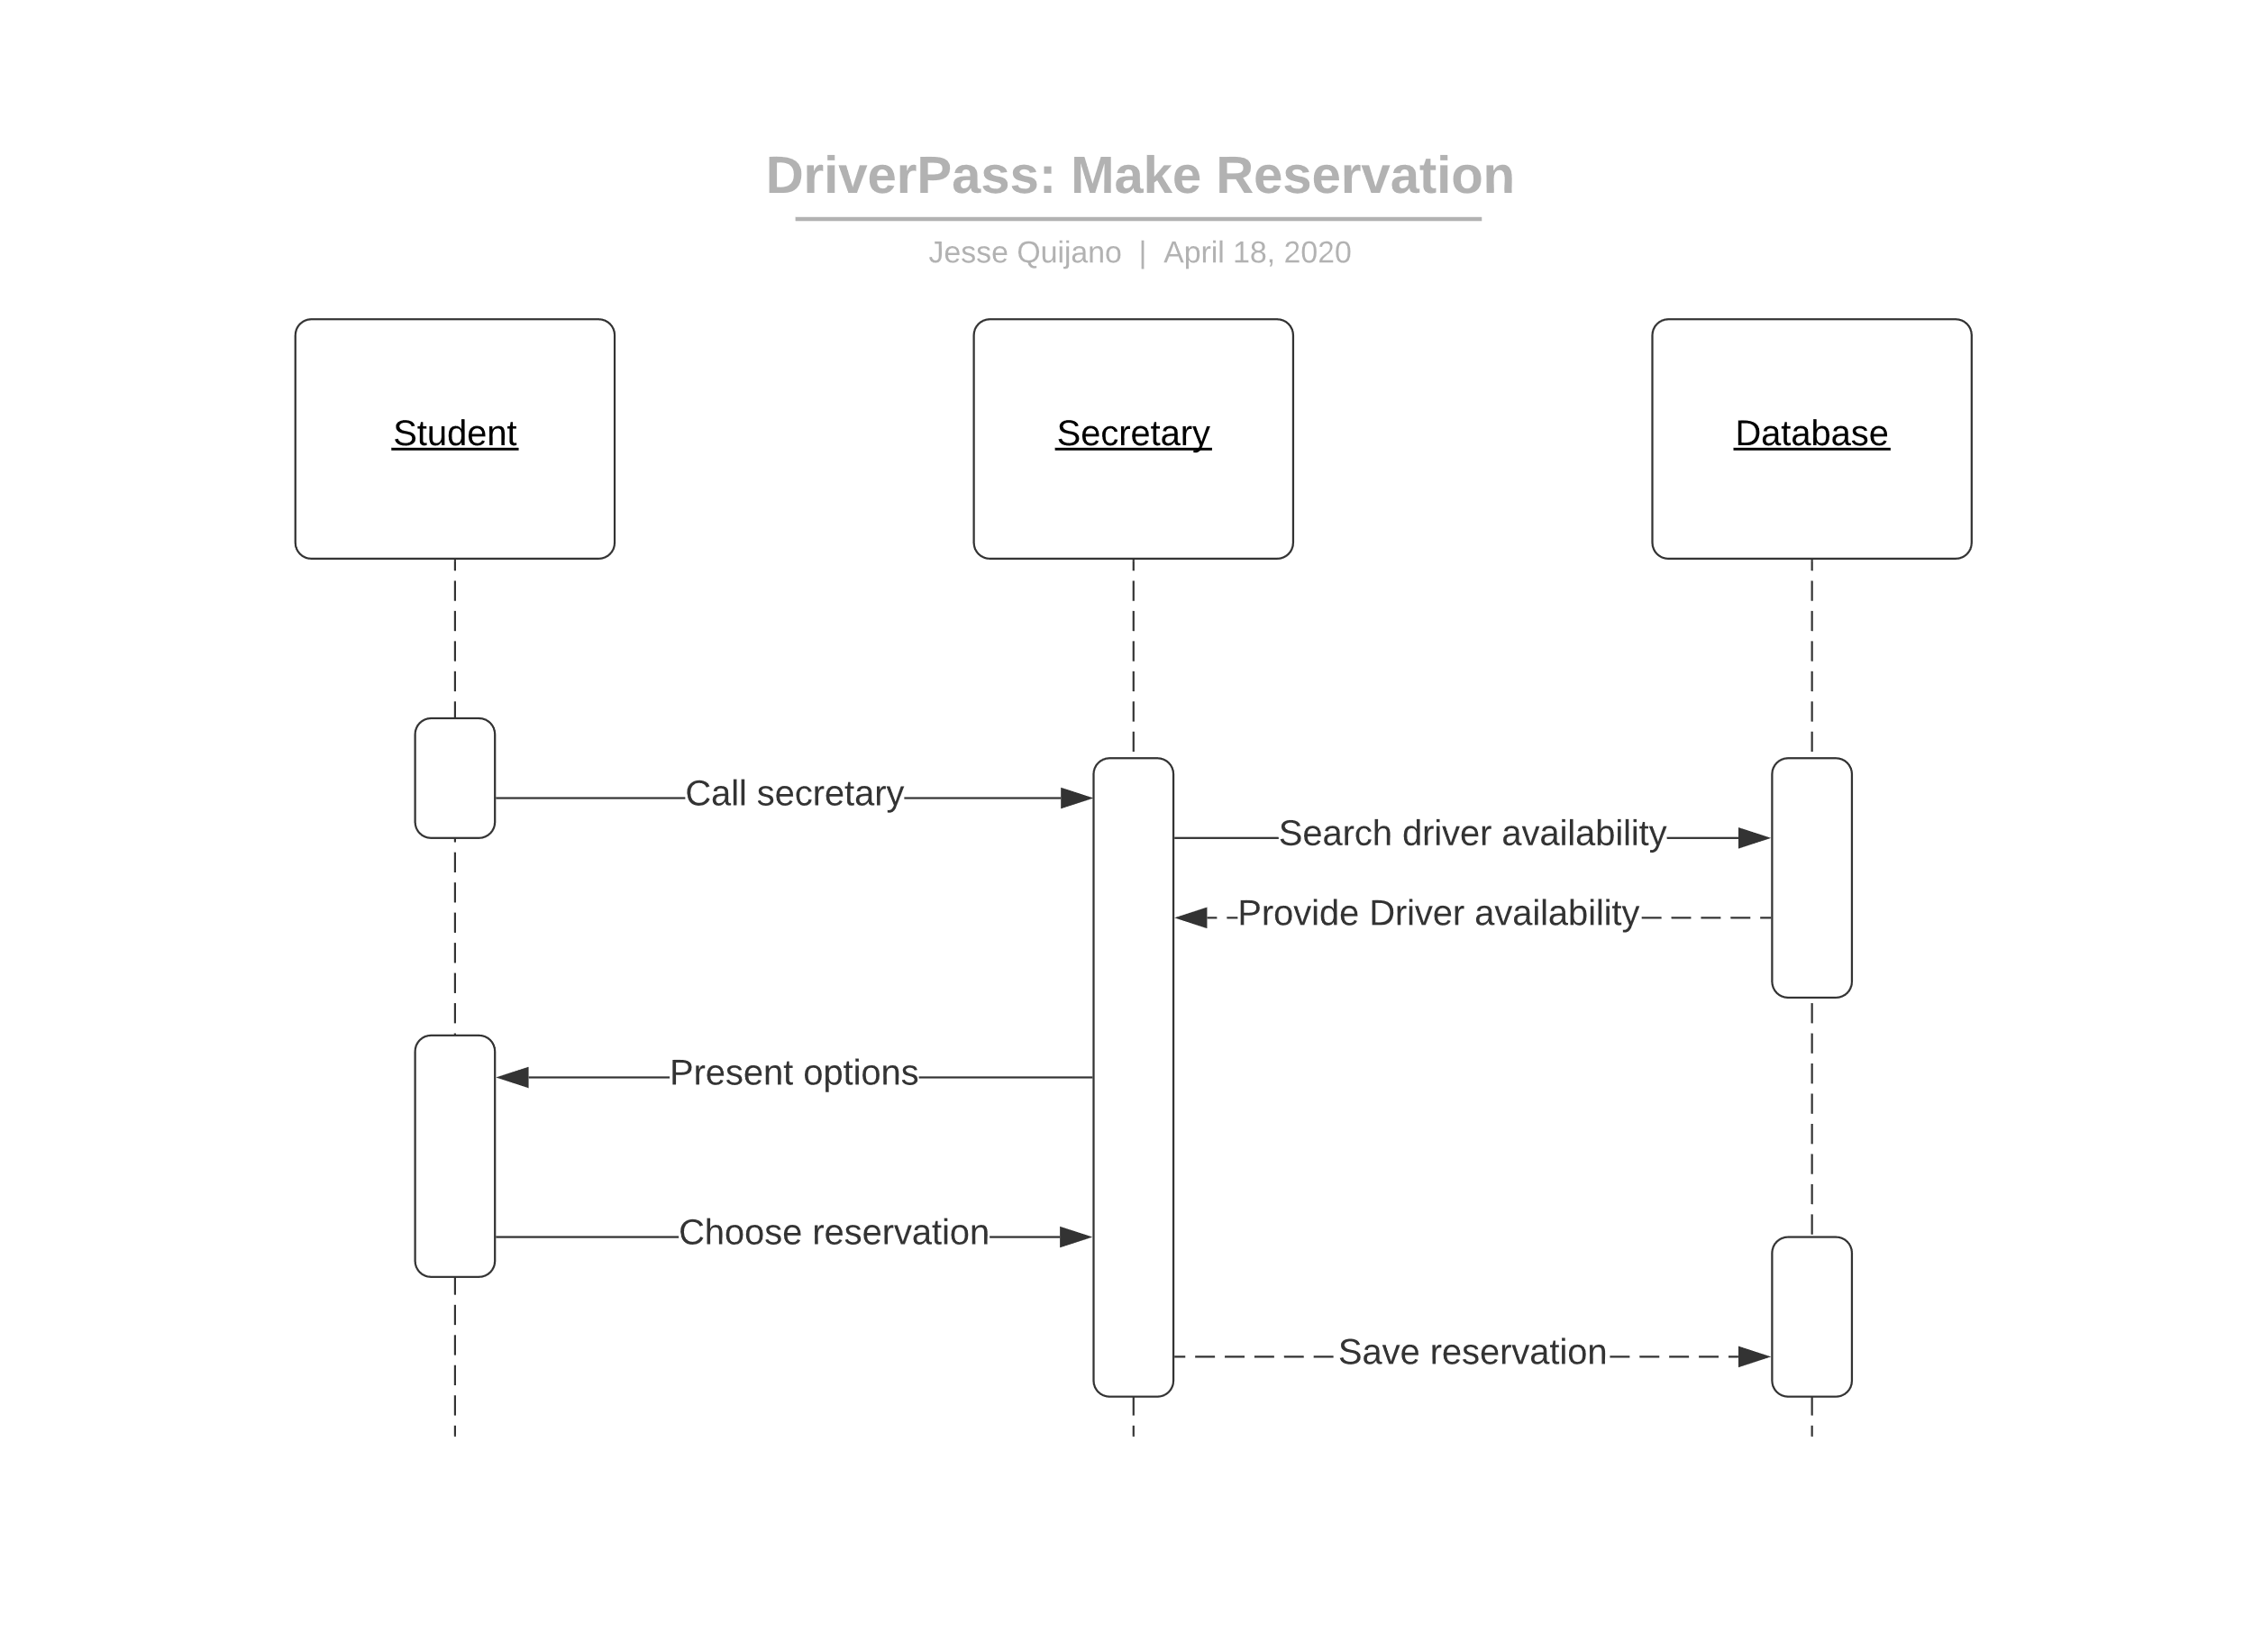 DriverPass: Make Reservation
Jesse Quijano | April 18, 2020
Student
Secretary
Database
Call secretary
Search driver availability
Provide Driver availability
Present options
Choose reservation
Save reservation